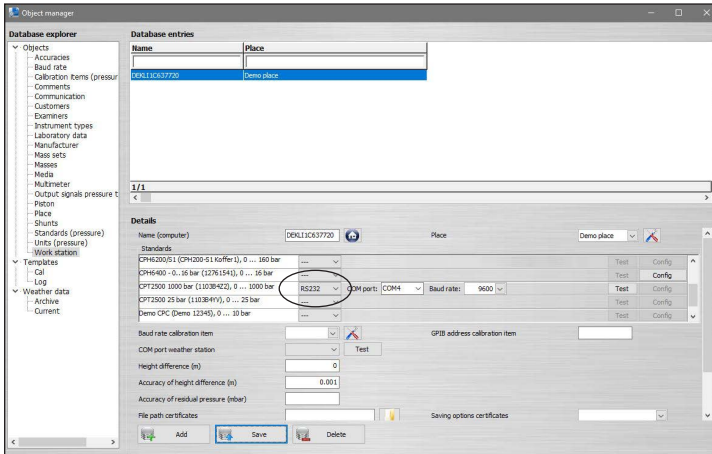 Object manager
Database explorer
Objects
Accuracies
Baud rate
Calibration items (pressur
Comments
Communication
Customers
Examiners
Instrument types
Laboratory data
Manufacturer
Mass sets
Masses
Media
Multimeter
Output signals pressure t
Piston
Place
Shunts
Standards (pressure)
Units (pressure)
Work station
Templates
Cal
Log
Weather data
Archive
Current
Database entries
Name Place
DEKLI1C637720 Demo place
1/1
Details
Name (computer) DEKLI1C637720 Place Demo place
Standards
CPH6200/S1 (CPH200-S1 Koffer1), 0 ... 160 bar --- Test Config
CPH6400 - 0..16 bar (12761541), 0 ... 16 bar --- Test Config
CPT2500 1000 bar (1103B4Z2), 0 ... 1000 bar RS232 COM port: COM4 Baud rate: 9600 Test Config
CPT2500 25 bar (1103B4YV), 0 ... 25 bar --- Test Config
Demo CPC (Demo 12345), 0 ... 10 bar --- Test Config
Baud rate calibration item GPIB address calibration item
COM port weather station Test
Height difference (m) 0
Accuracy of height difference (m) 0.001
Accuracy of residual pressure (mbar)
File path certificates Saving options certificates
Add Save Delete